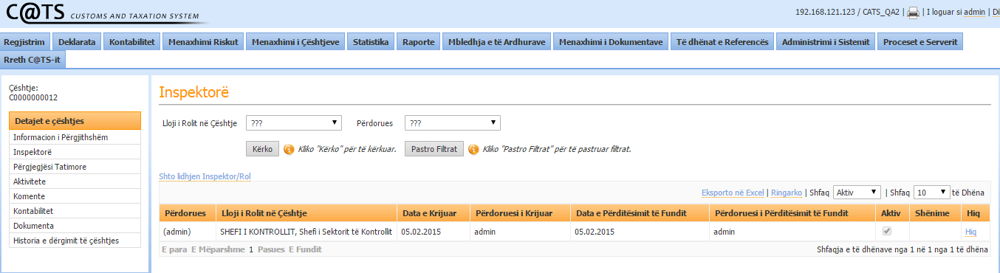 C@TS CUSTOMS AND TAXATION SYSTEM
192.168.121.123 / CATS_QA2 | | I loguar si admin | Di
Regjistrim Deklarata Kontabilitet Menaxhimi Riskut Menaxhimi i Çështjeve Statistika Raporte Mbledhja e të Ardhurave Menaxhimi i Dokumentave Të dhënat e Referencës Administrimi i Sistemit Proceset e Serverit
Rreth C@TS-it
Çështje:
C0000000012
Detajet e çështjes
Informacion i Përgjithshëm
Inspektorë
Përgjegjësi Tatimore
Aktivitete
Komente
Kontabilitet
Dokumenta
Historia e dërgimit të çështjes
Inspektorë
Lloji i Rolit në Çështje ??? Përdorues ???
Kërko Kliko "Kërko" për të kërkuar. Pastro Filtrat Kliko "Pastro Filtrat" për të pastruar filtrat.
Shto lidhjen Inspektor/Rol
Eksporto në Excel | Ringarko | Shfaq Aktiv | Shfaq 10 të Dhëna
Përdorues Lloji i Rolit në Çështje Data e Krijuar Përdoruesi i Krijuar Data e Përditësimit të Fundit Përdoruesi i Përditësimit të Fundit Aktiv Shënime Hiq
(admin) SHEFI I KONTROLLIT, Shefi i Sektorit të Kontrollit 05.02.2015 admin 05.02.2015 admin Hiq
E para E Mëparshme 1 Pasues E Fundit Shfaqja e të dhënave nga 1 në 1 nga 1 të dhëna